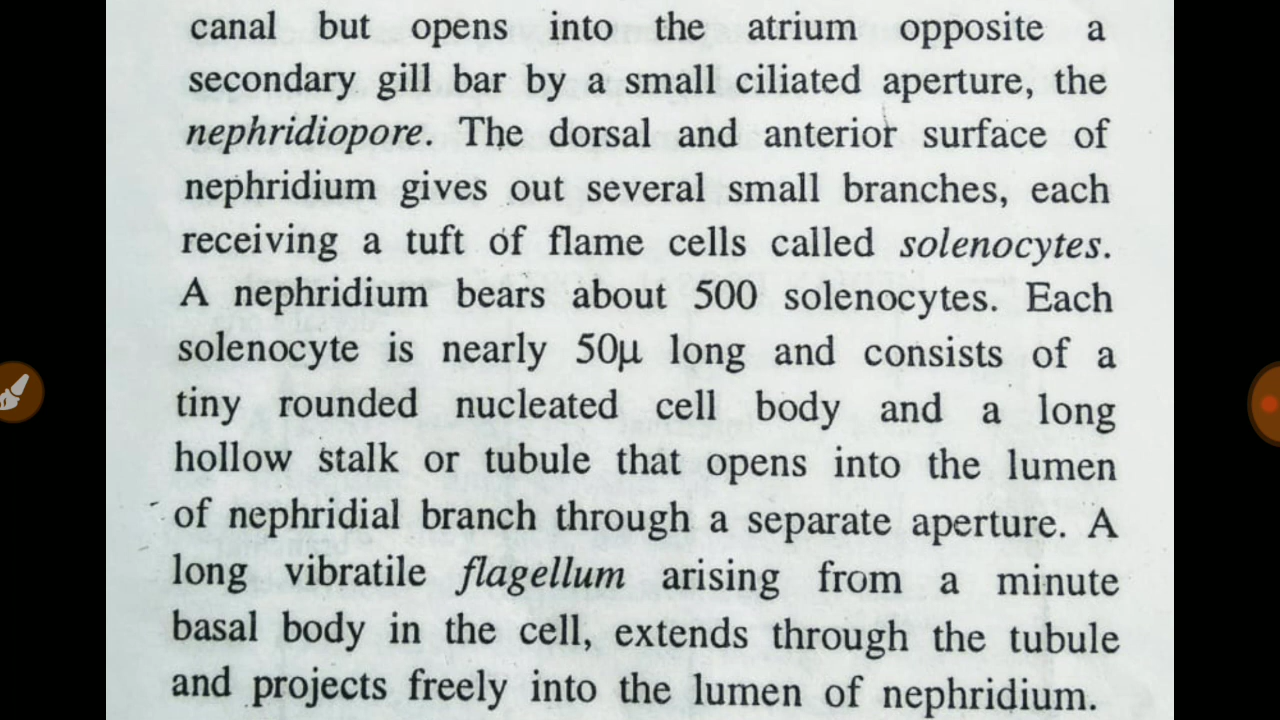 canal but opens into the atrium opposite a
secondary gill bar by a small ciliated aperture, the
nephridiopore. The dorsal and anterior surface of
nephridium gives out several small branches, each
receiving a tuft of flame cells called solenocytes.
A nephridium bears about 500 solenocytes. Each
solenocyte is nearly 50μ long and consists of a
tiny rounded nucleated cell body and a long
hollow stalk or tubule that opens into the lumen
of nephridial branch through a separate aperture. A
long vibratile flagellum arising from a minute
basal body in the cell, extends through the tubule
and projects freely into the lumen of nephridium.